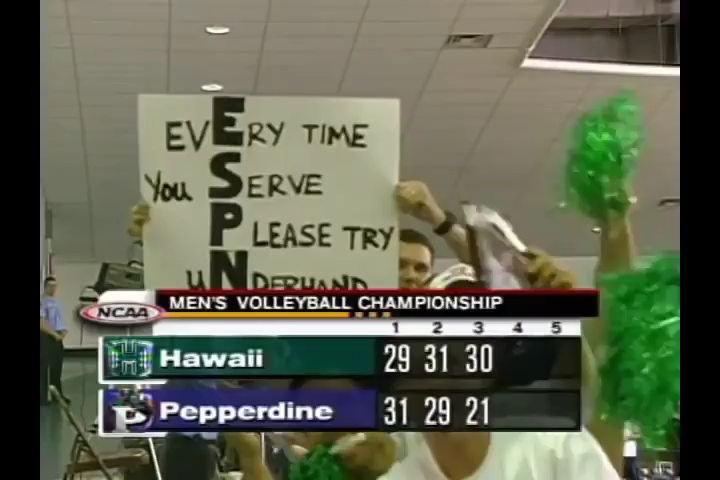 EVERY TIME
You SERVE
PLEASE TRY
UNDERHAND
NCAA MEN'S VOLLEYBALL CHAMPIONSHIP
1 2 3 4 5
H Hawaii 29 31 30
P Pepperdine 31 29 21